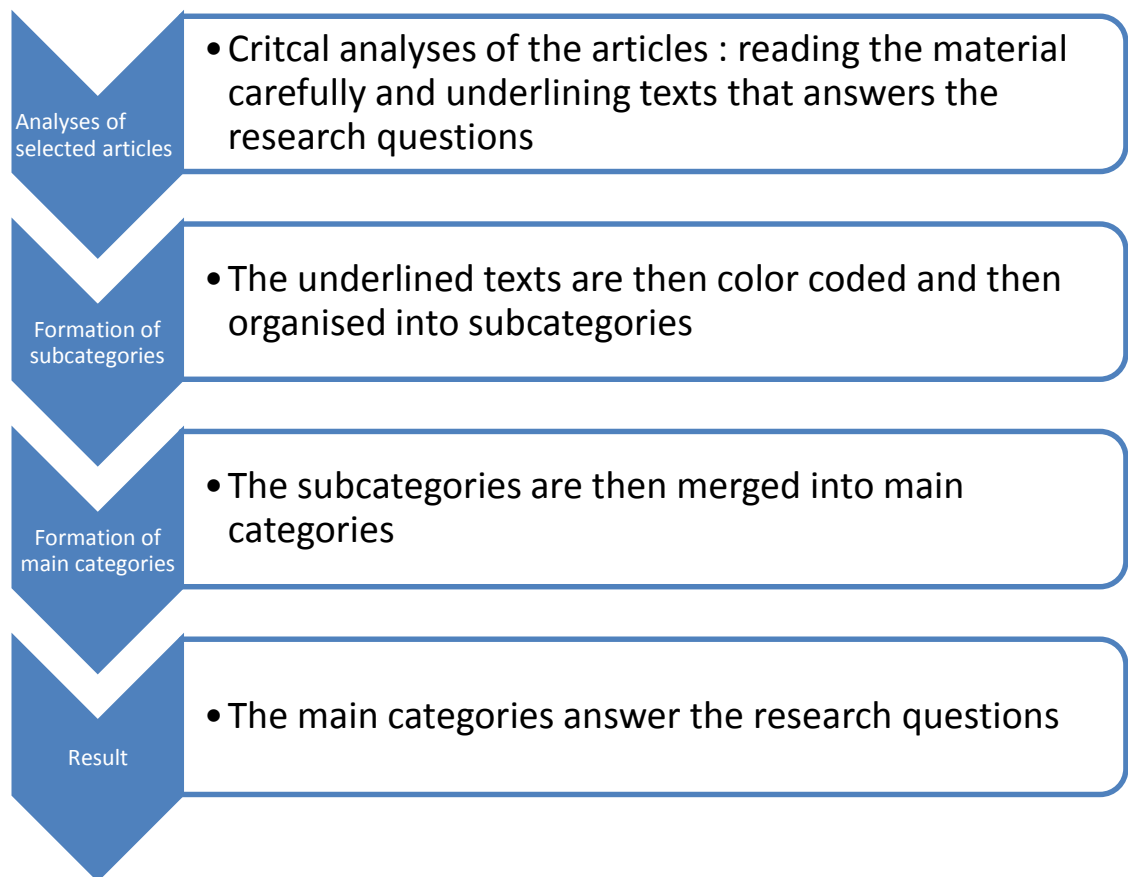 Analyses of
selected articles
•Critcal analyses of the articles : reading the material
carefully and underlining texts that answers the
research questions
Formation of
subcategories
•The underlined texts are then color coded and then
organised into subcategories
Formation of
main categories
•The subcategories are then merged into main
categories
Result
•The main categories answer the research questions